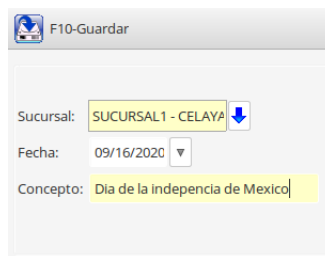 F10-Guardar
Sucursal: SUCURSAL1 - CELAYA
Fecha: 09/16/2020
Concepto: Dia de la indepencia de Mexico